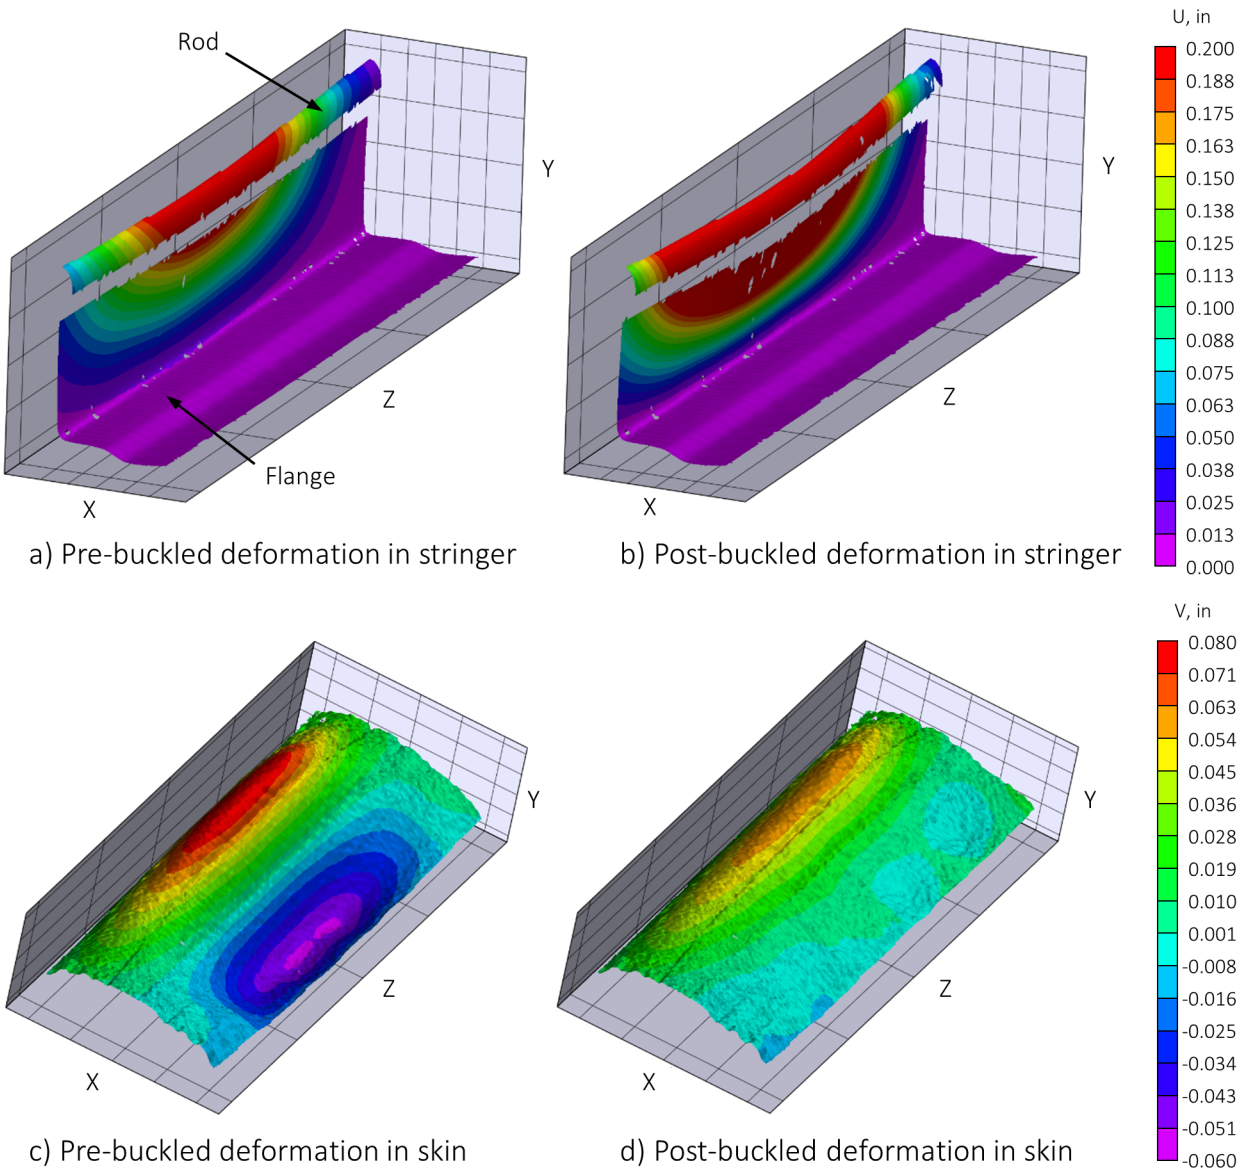 Rod
Y
Z
Flange
X
a) Pre-buckled deformation in stringer
Y
Z
X
b) Post-buckled deformation in stringer
U, in
0.200
0.188
0.175
0.163
0.150
0.138
0.125
0.113
0.100
0.088
0.075
0.063
0.050
0.038
0.025
0.013
0.000
Y
Z
X
c) Pre-buckled deformation in skin
Y
Z
X
d) Post-buckled deformation in skin
V, in
0.080
0.071
0.063
0.054
0.045
0.036
0.028
0.019
0.010
0.001
-0.008
-0.016
-0.025
-0.034
-0.043
-0.051
-0.060